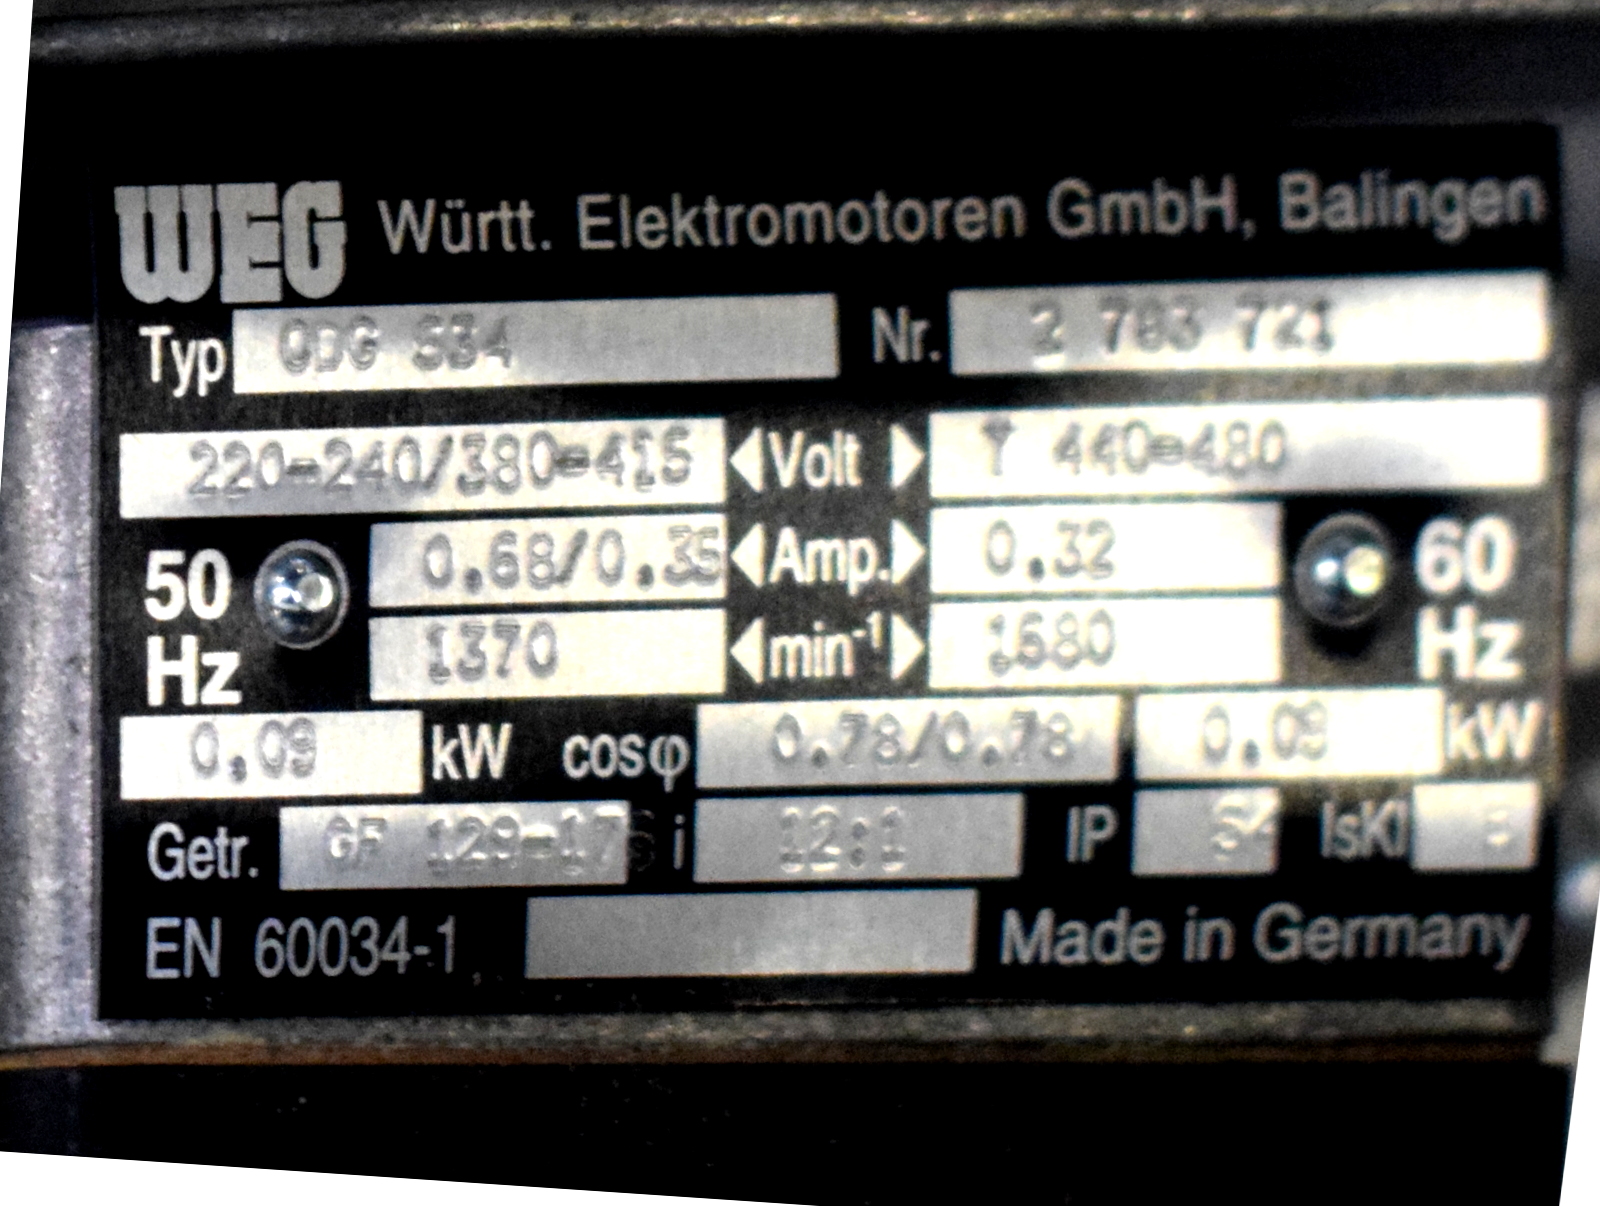 WEG Württ. Elektromotoren GmbH, Balingen
Typ ODG S34 Nr. 2 783 721
220-240/380-415 Volt Y 440-480
50 Hz 0.68/0.35 Amp. 0.32 60 Hz
1370 min-1 1680
0.09 kW cosφ 0.78/0.78 0.09 kW
Getr. GF 129-175 i 12:1 IP 54 IsKl
EN 60034-1 Made in Germany